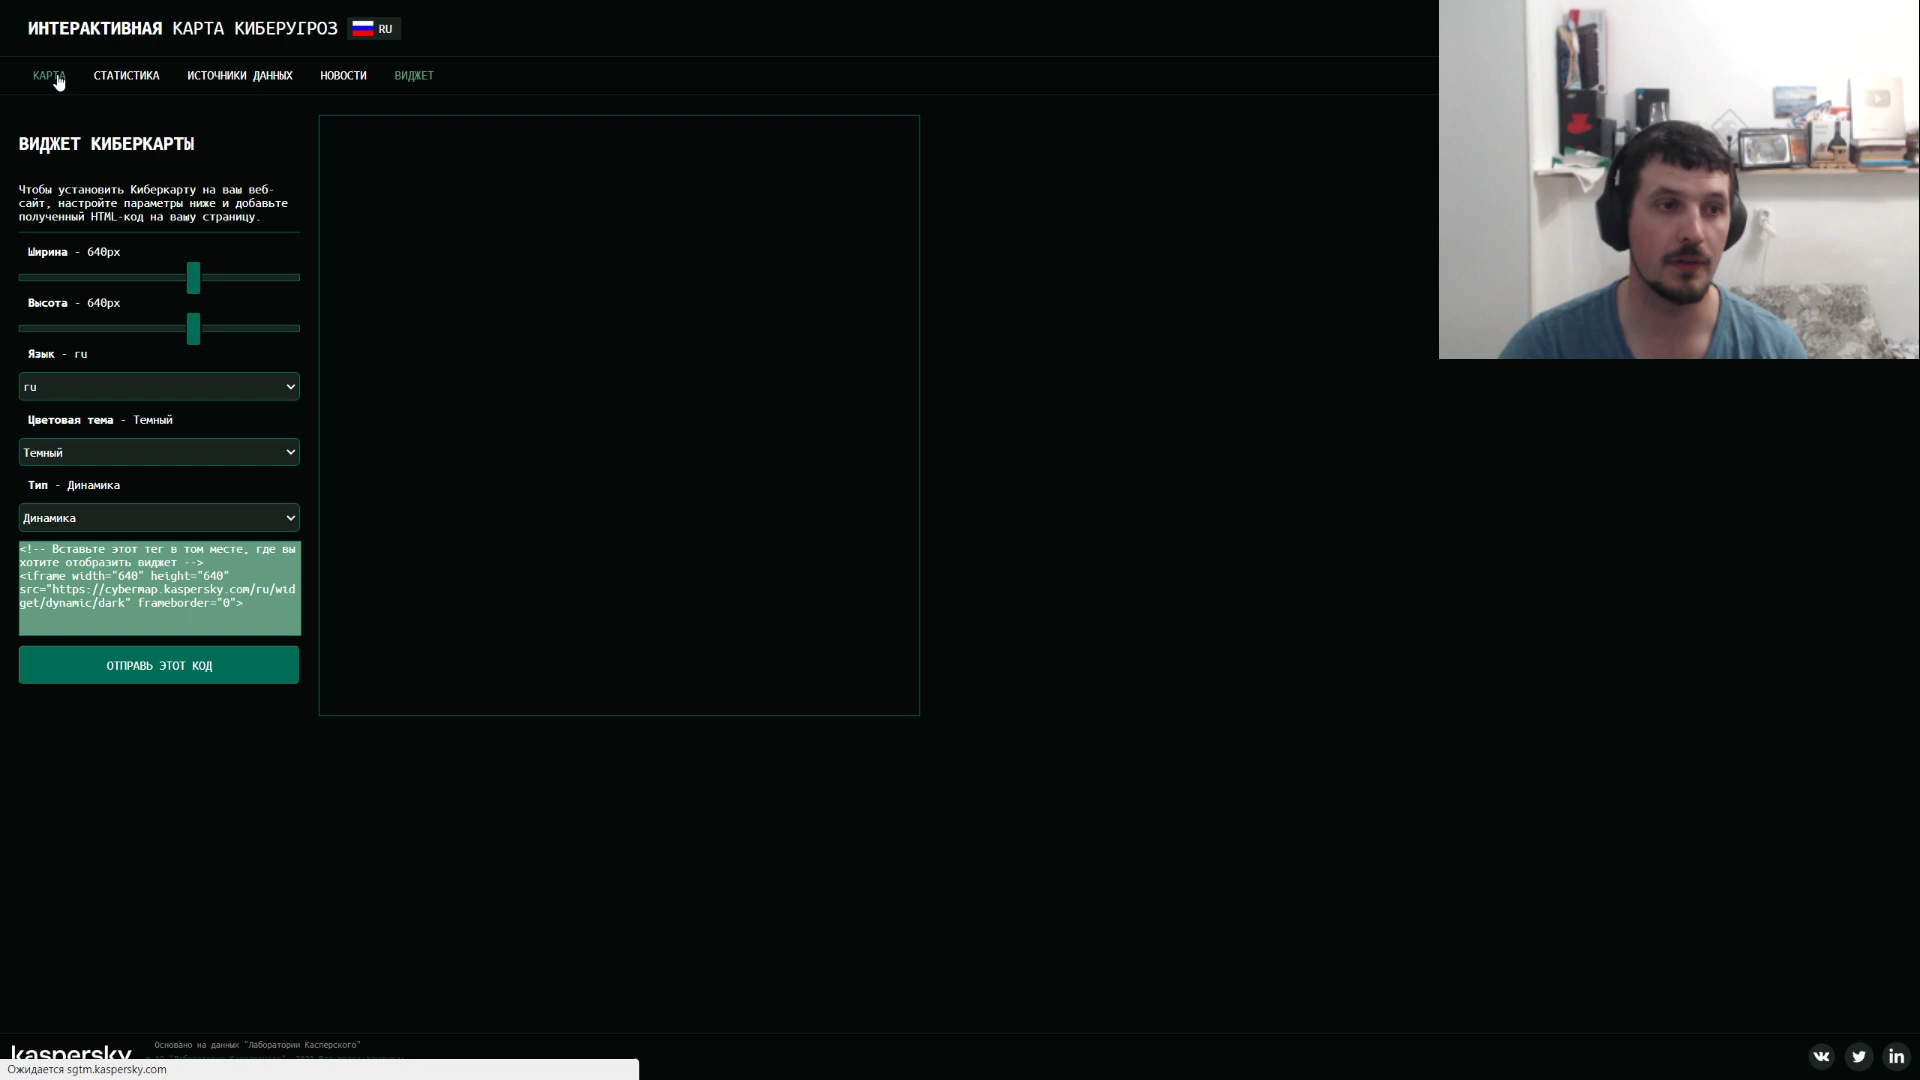 ИНТЕРАКТИВНАЯ КАРТА КИБЕРУГРОЗ RU
КАРТА СТАТИСТИКА ИСТОЧНИКИ ДАННЫХ НОВОСТИ ВИДЖЕТ
ВИДЖЕТ КИБЕРКАРТЫ
Чтобы установить Киберкарту на ваш веб-
сайт, настройте параметры ниже и добавьте
полученный HTML-код на вашу страницу.
Ширина - 640px
Высота - 640px
Язык - ru
ru
Цветовая тема - Темный
Темный
Тип - Динамика
Динамика
<!-- Вставьте этот тег в том месте, где вы
хотите отобразить виджет -->
<iframe width="640" height="640"
src="https://cybermap.kaspersky.com/ru/wid
get/dynamic/dark" frameborder="0">
ОТПРАВЬ ЭТОТ КОД
Основано на данных "Лаборатории Касперского"
kaspersky
Ожидается sgtm.kaspersky.com